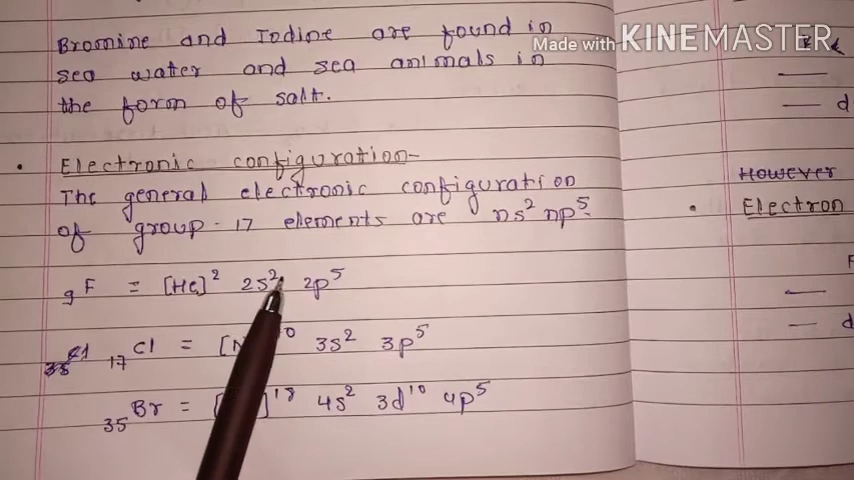 Made with KINEMASTER
Bromine and Iodine are found in
sea water and sea animals in
the form of salt.
• Electronic configuration-
The general electronic configuration
of group-17 elements are ns² np⁵.
₉F = [He]² 2s² 2p⁵
₁₇Cl = [N 3s² 3p⁵
₃₅Br = [ ]¹⁸ 4s² 3d¹⁰ 4p⁵
d
However
• Electron
F
d